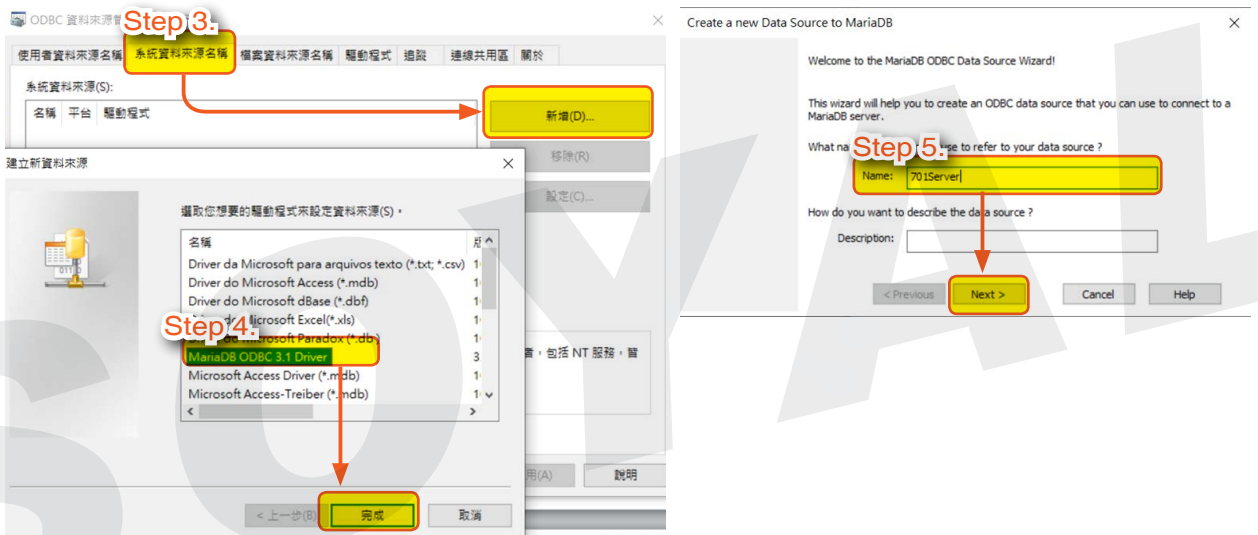 ODBC 資料來源管
Step 3.
使用者資料來源名稱 系統資料來源名稱 檔案資料來源名稱 驅動程式 追蹤 連線共用區 關於
系統資料來源(S):
名稱 平台 驅動程式
新增(D)...
移除(R)
設定(C)...
建立新資料來源
選取您想要的驅動程式來設定資料來源(S)。
名稱
Driver da Microsoft para arquivos texto (*.txt; *.csv)
Driver do Microsoft Access (*.mdb)
Driver do Microsoft dBase (*.dbf)
Microsoft Excel(*.xls)
Step 4.
Microsoft Paradox (*.db
MariaDB ODBC 3.1 Driver 3
Microsoft Access Driver (*.mdb)
Microsoft Access-Treiber (*.mdb)
，包括 NT 服務，
用(A) 說明
< 上一步(B) 完成 取消
Create a new Data Source to MariaDB
Welcome to the MariaDB ODBC Data Source Wizard!
This wizard will help you to create an ODBC data source that you can use to connect to a
MariaDB server.
What na use to refer to your data source ?
Step 5.
Name: 701Server
How do you want to describe the data source ?
Description:
< Previous Next > Cancel Help
SOYAL